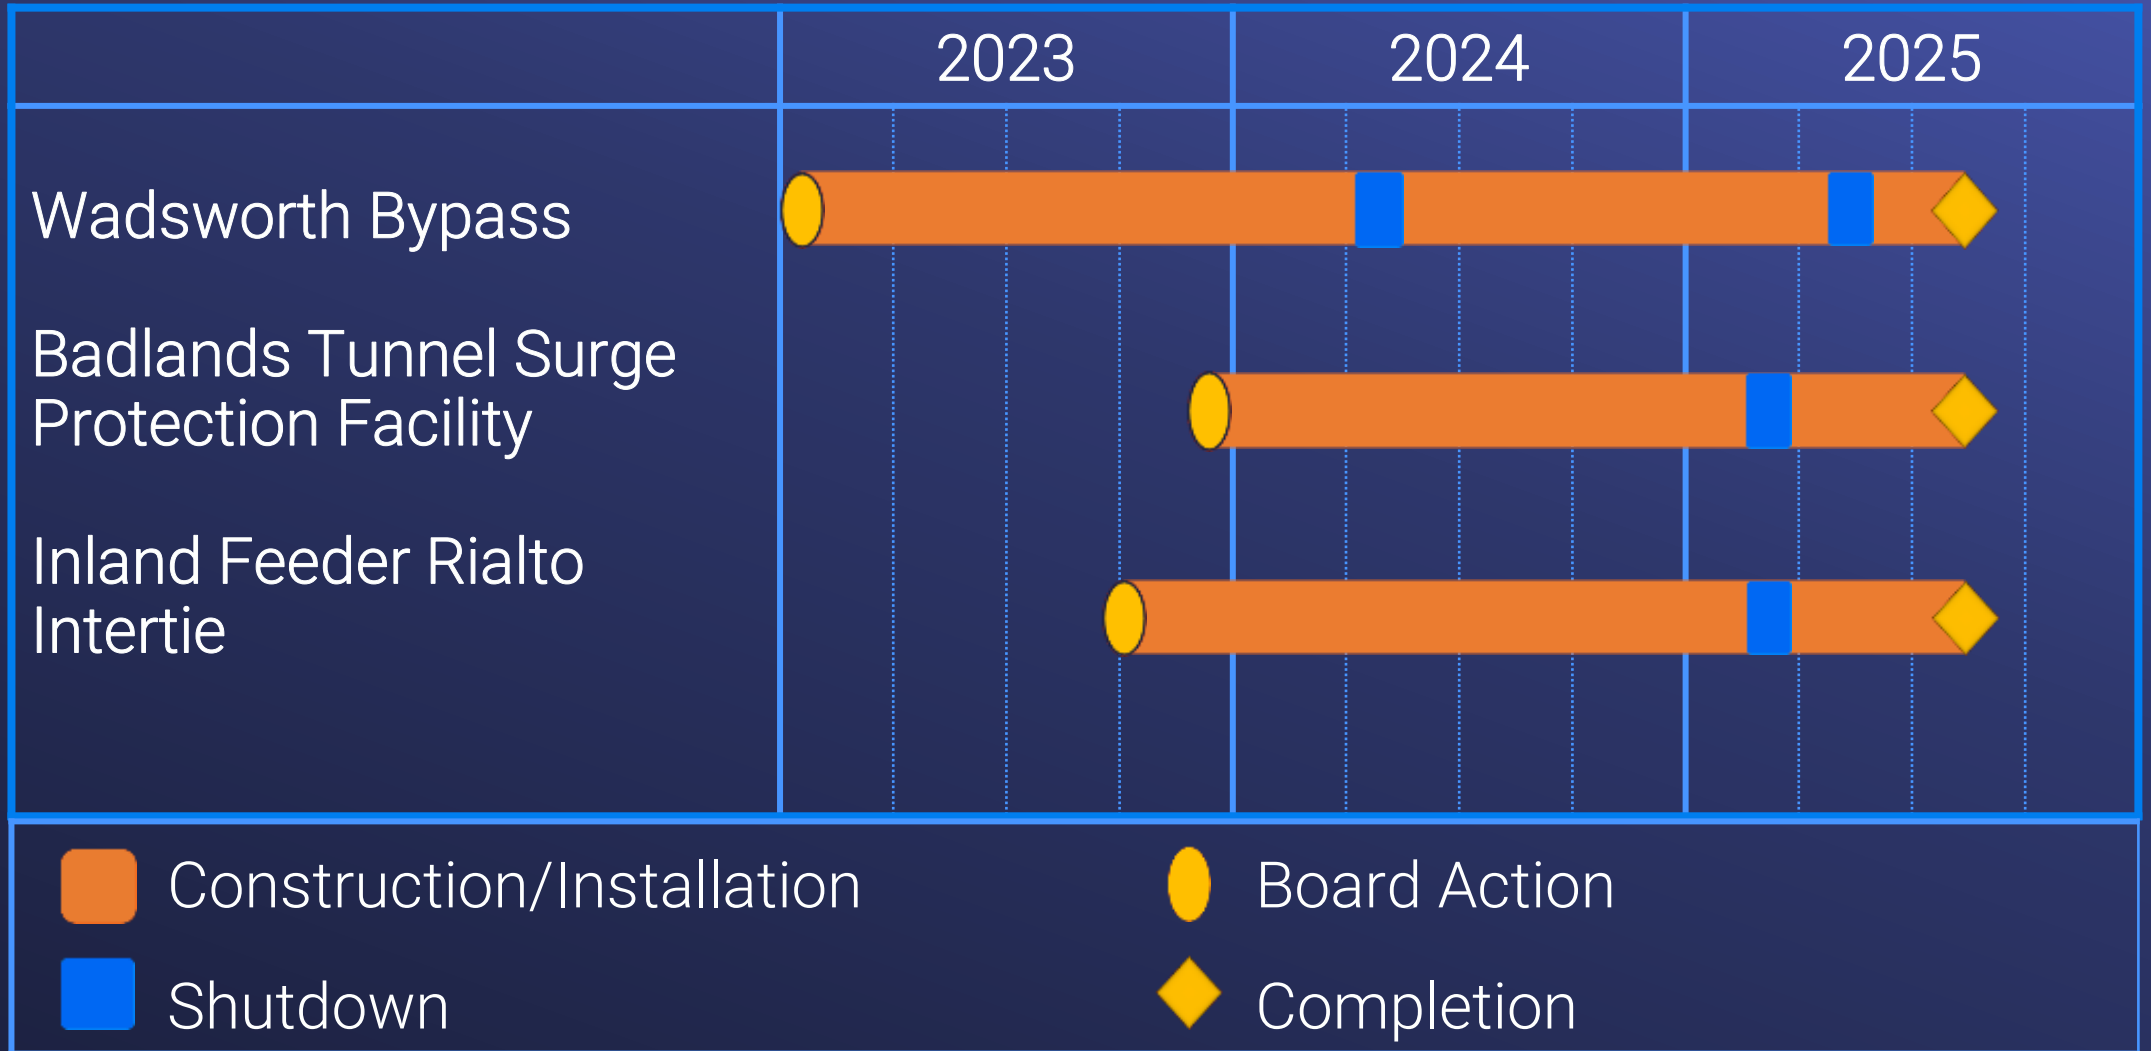 2023 2024 2025
Wadsworth Bypass
Badlands Tunnel Surge
Protection Facility
Inland Feeder Rialto
Intertie
Construction/Installation Board Action
Shutdown Completion